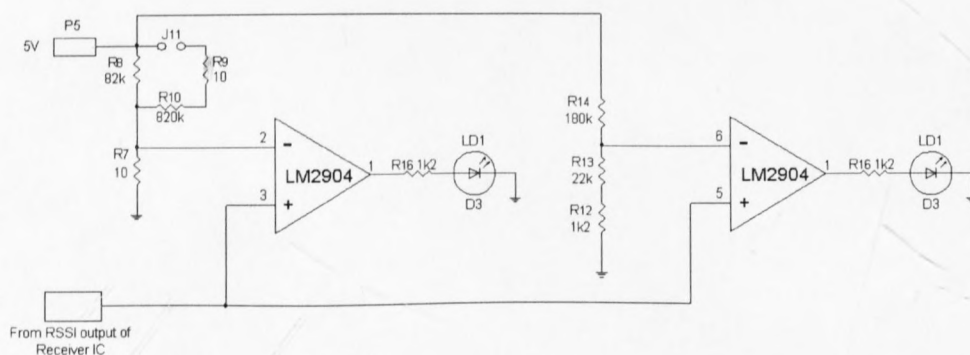 P5
5V
J11
R8
82k
R9
10
R10
820k
R7
10
2
3
LM2904
1
R16 1k2
LD1
D3
R14
180k
R13
22k
R12
1k2
6
5
LM2904
1
R16 1k2
LD1
D3
From RSSI output of
Receiver IC